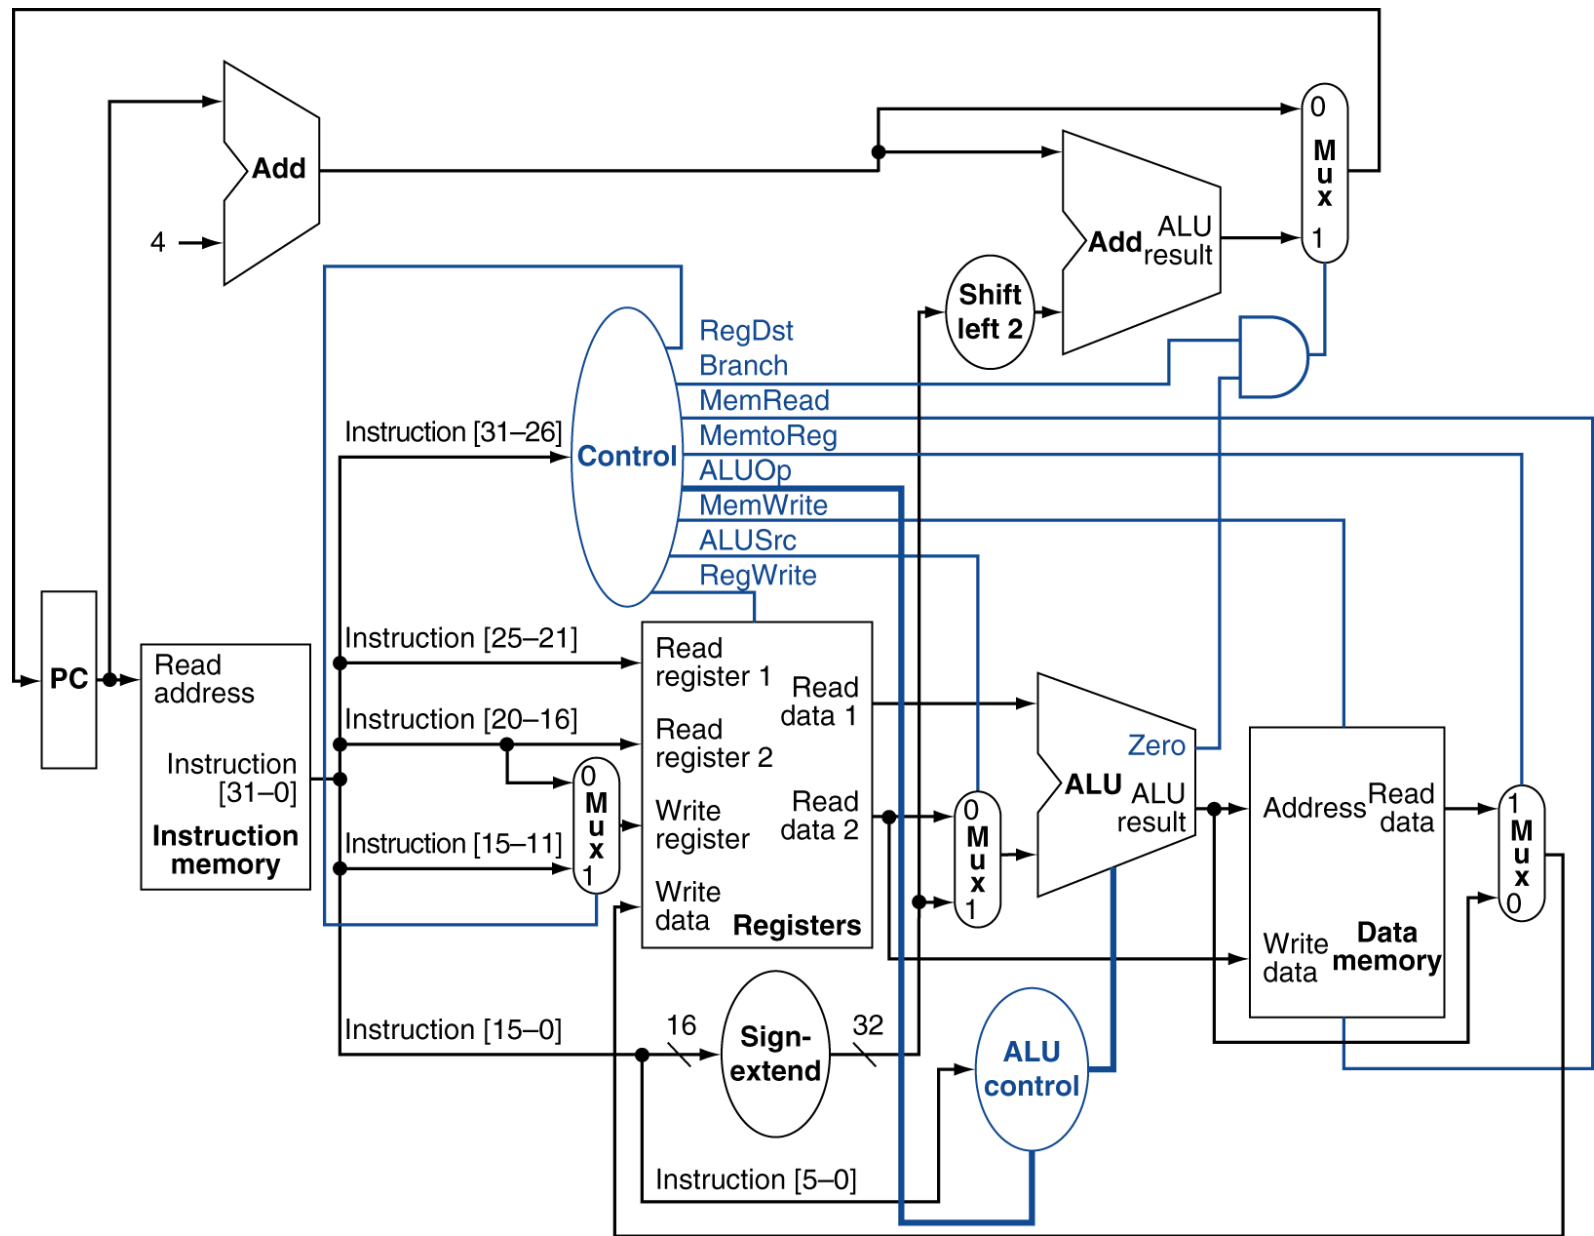 0
M
u
x
1
Add
4
Add
ALU
result
Shift
left 2
RegDst
Branch
MemRead
MemtoReg
ALUOp
MemWrite
ALUSrc
RegWrite
Control
Instruction [31–26]
Instruction [25–21]
Instruction [20–16]
Instruction [15–11]
Instruction [15–0]
Instruction [5–0]
PC
Read
address
Instruction
[31–0]
Instruction
memory
0
M
u
x
1
Read
register 1
Read
register 2
Write
register
Write
data
Read
data 1
Read
data 2
Registers
0
M
u
x
1
Zero
ALU
ALU
result
Address
Read
data
Write
data
Data
memory
1
M
u
x
0
16
Sign-
extend
32
ALU
control